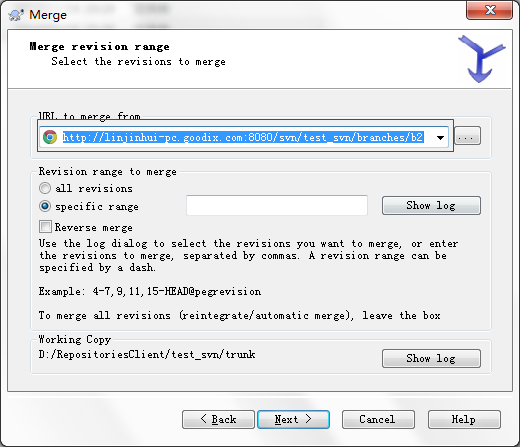 Merge
Merge revision range
Select the revisions to merge
URL to merge from
http://linjinhui-pc.goodix.com:8080/svn/test_svn/branches/b2
...
Revision range to merge
all revisions
specific range
Show log
Reverse merge
Use the log dialog to select the revisions you want to merge, or enter
the revisions to merge, separated by commas. A revision range can be
specified by a dash.
Example: 4-7,9,11,15-HEAD@pegrevision
To merge all revisions (reintegrate/automatic merge), leave the box
Working Copy
D:/RepositoriesClient/test_svn/trunk
Show log
< Back
Next >
Cancel
Help